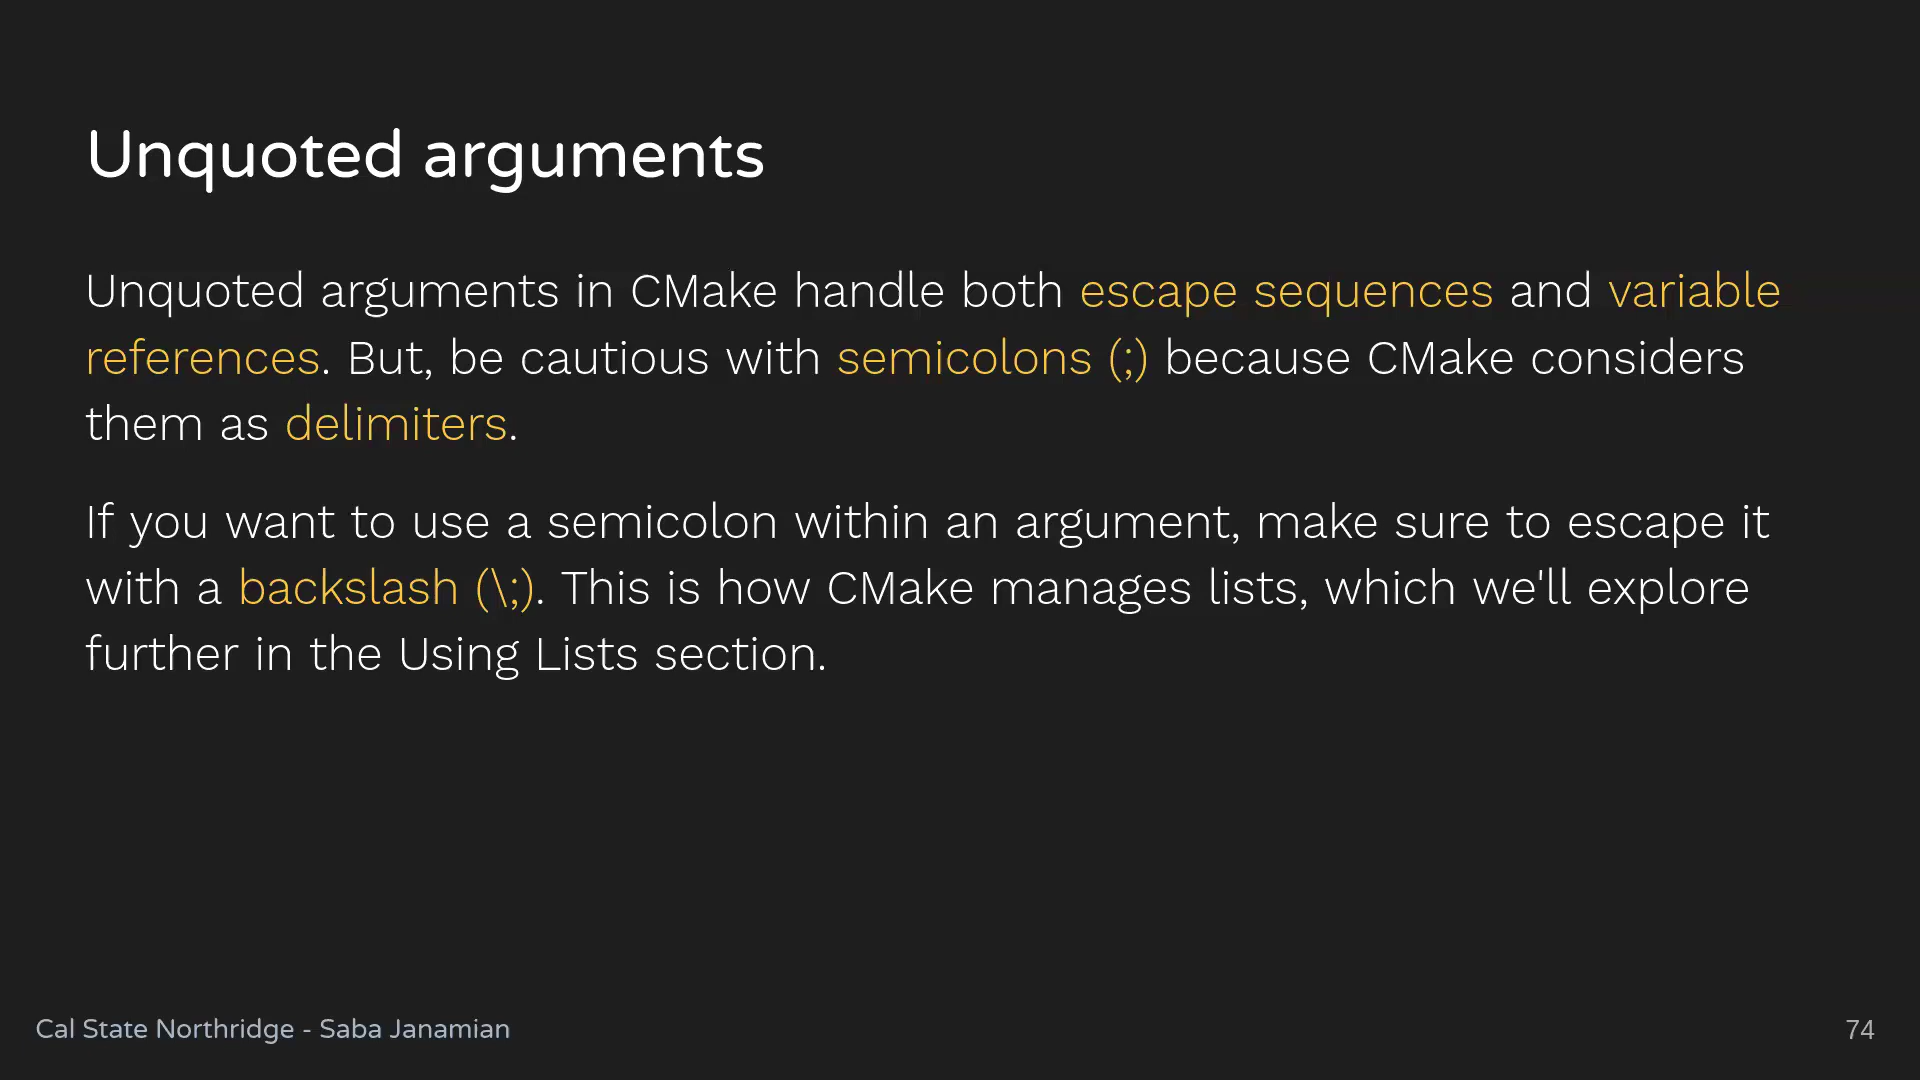 Unquoted arguments
Unquoted arguments in CMake handle both escape sequences and variable
references. But, be cautious with semicolons (;) because CMake considers
them as delimiters.
If you want to use a semicolon within an argument, make sure to escape it
with a backslash (\;). This is how CMake manages lists, which we'll explore
further in the Using Lists section.
Cal State Northridge - Saba Janamian
74